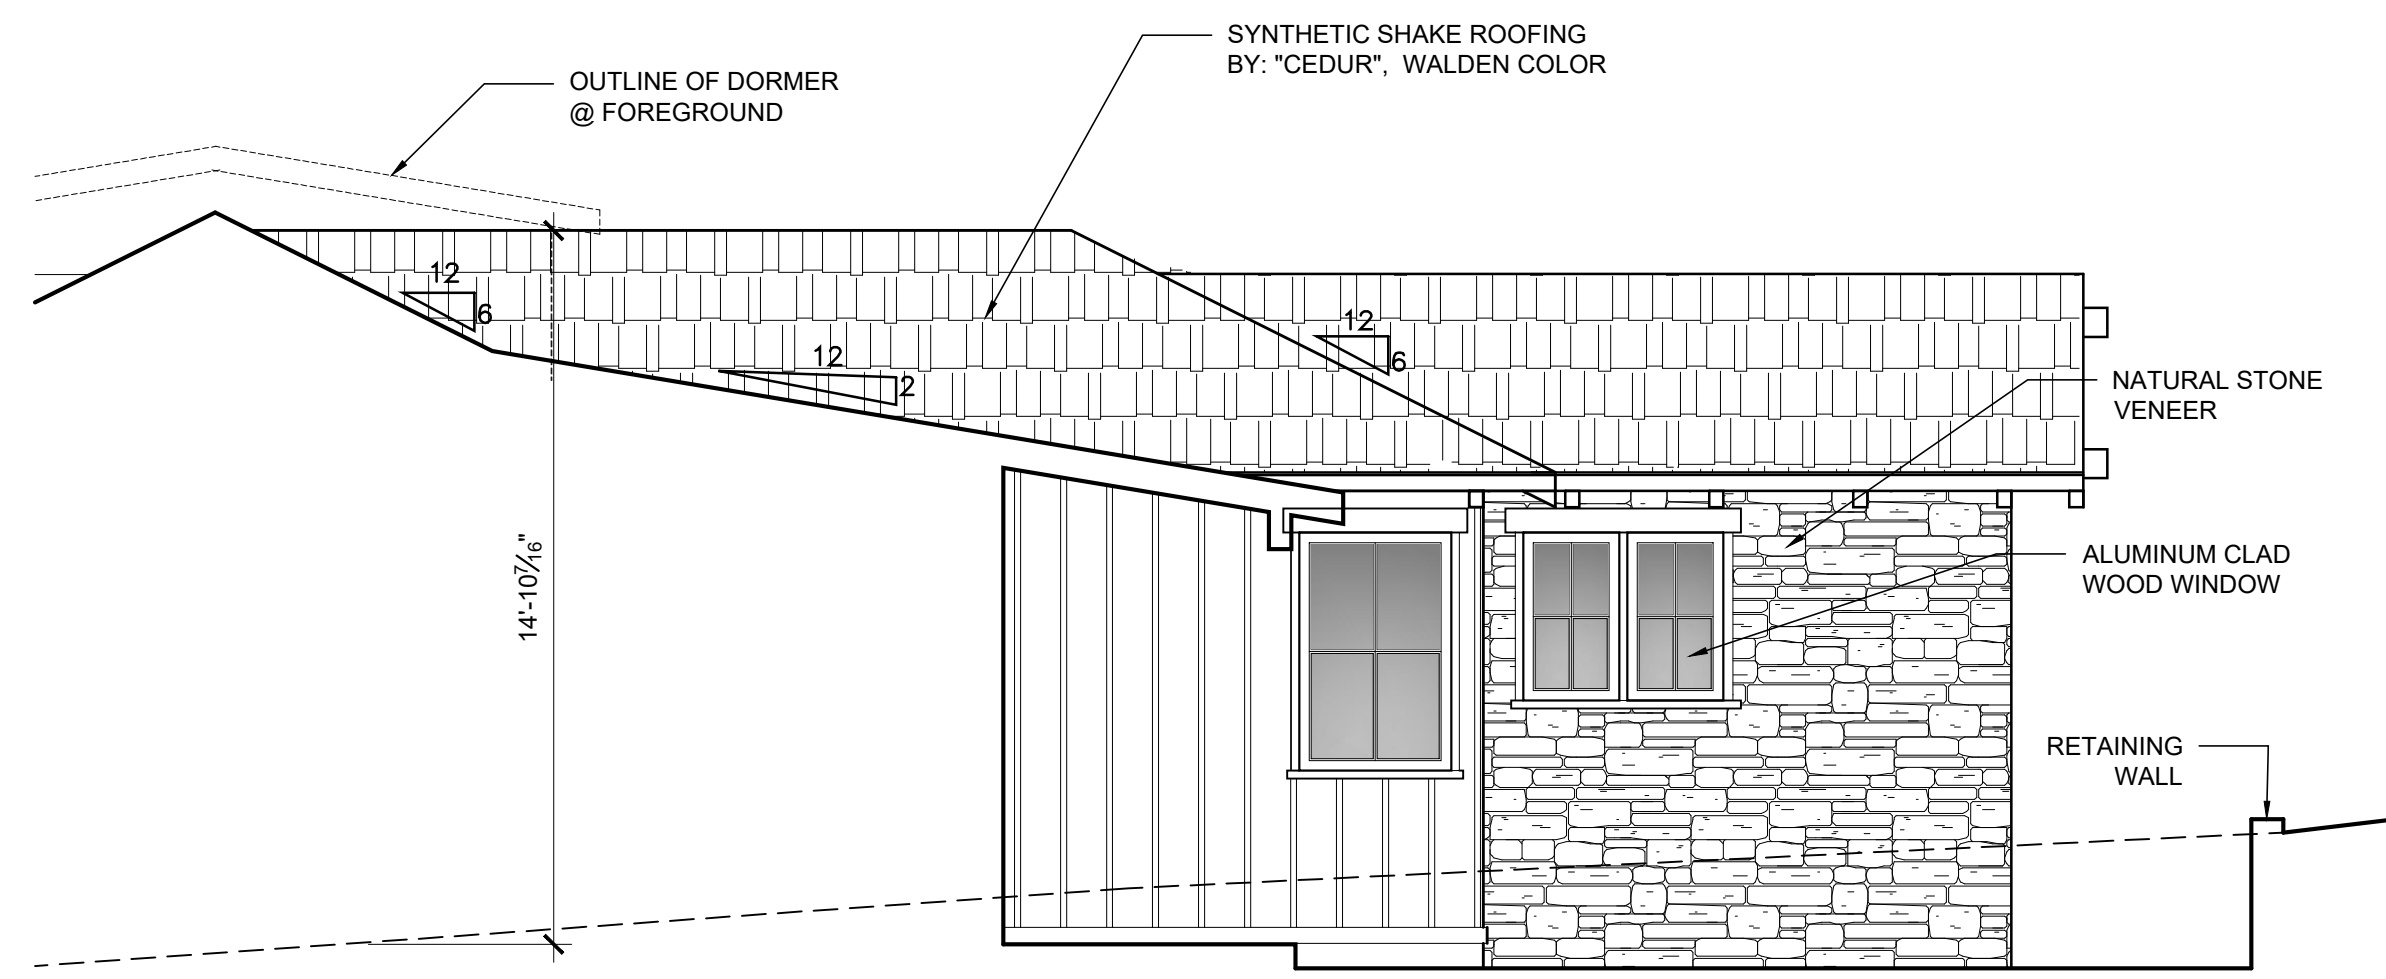 SYNTHETIC SHAKE ROOFING
BY: "CEDUR", WALDEN COLOR
OUTLINE OF DORMER
@ FOREGROUND
12
6
12
2
12
6
NATURAL STONE
VENEER
14'-10 7/16"
ALUMINUM CLAD
WOOD WINDOW
RETAINING
WALL